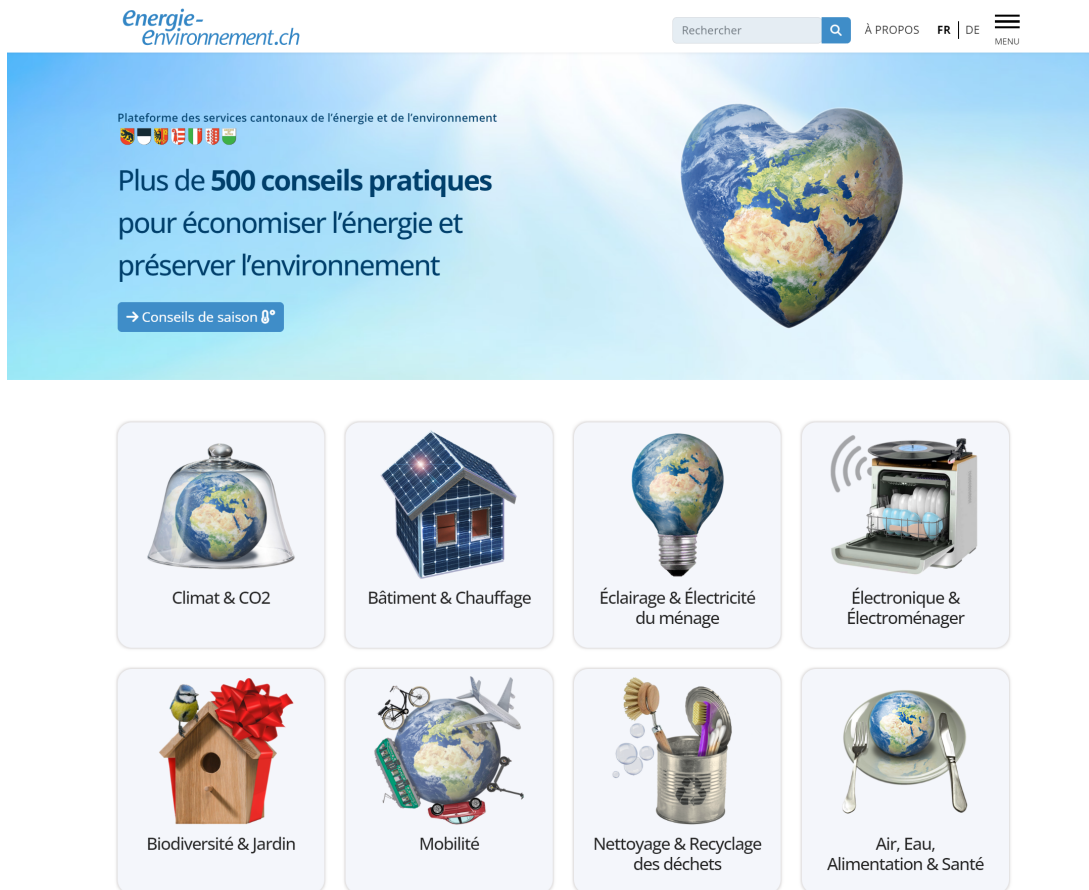 énergie-
environnement.ch
Rechercher
À PROPOS
FR | DE
MENU
Plateforme des services cantonaux de l'énergie et de l'environnement
Plus de 500 conseils pratiques
pour économiser l'énergie et
préserver l'environnement
→ Conseils de saison
Climat & CO2
Bâtiment & Chauffage
Éclairage & Électricité
du ménage
Électronique &
Électroménager
Biodiversité & Jardin
Mobilité
Nettoyage & Recyclage
des déchets
Air, Eau,
Alimentation & Santé